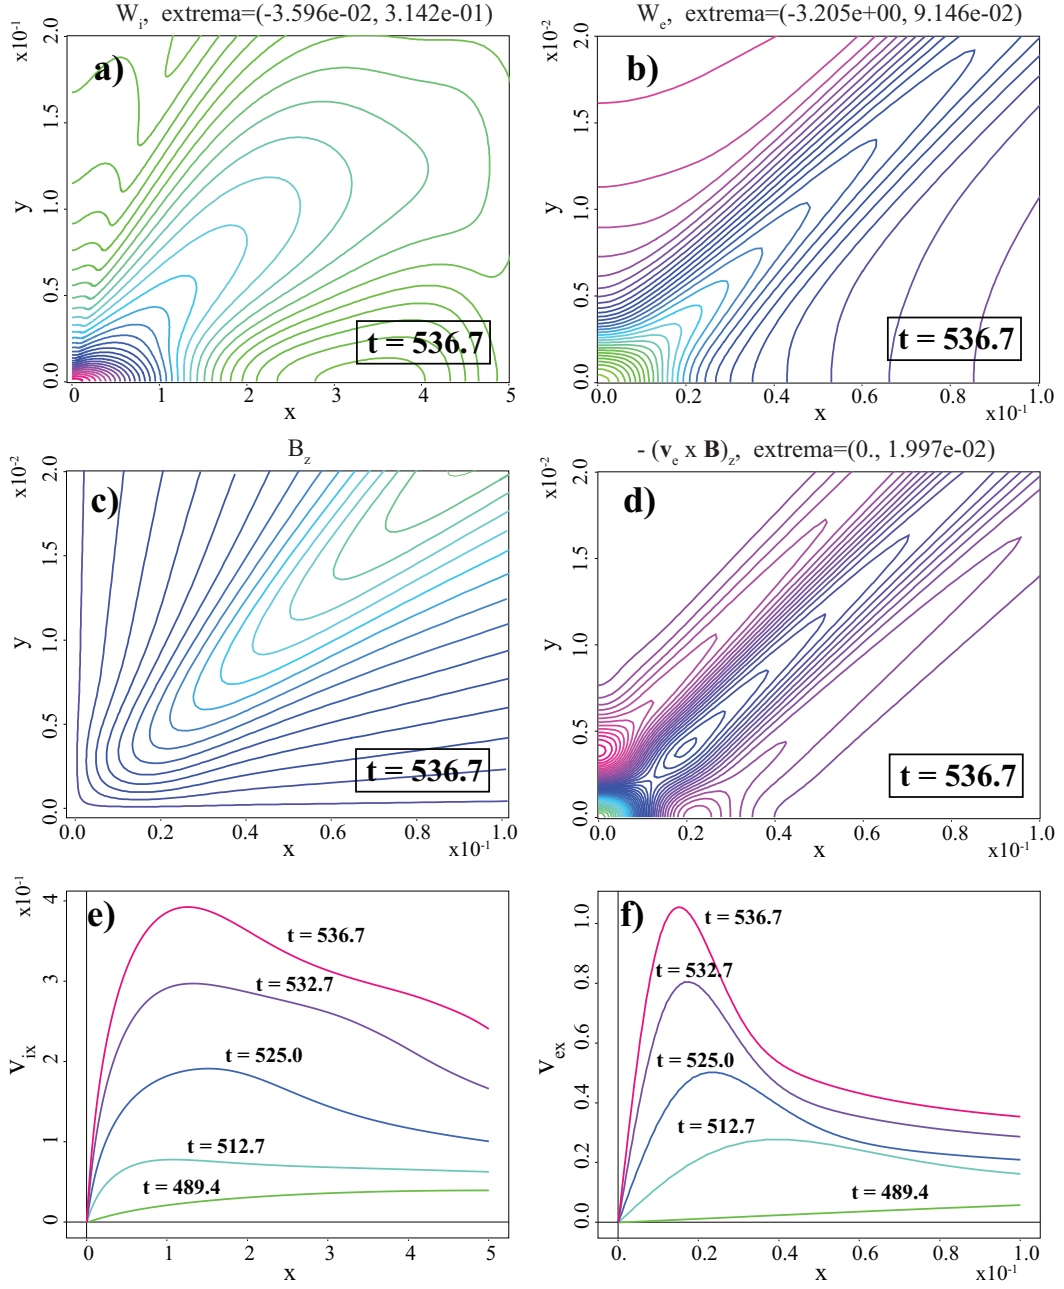 W_i, extrema=(-3.596e-02, 3.142e-01)
x10^-1
2.0
1.5
1.0
0.5
0.0
y
a)
t = 536.7
0
1
2
3
4
5
x
W_e, extrema=(-3.205e+00, 9.146e-02)
x10^-2
2.0
1.5
1.0
0.5
0.0
y
b)
t = 536.7
0.0
0.2
0.4
0.6
0.8
1.0
x
x10^-1
B_z
x10^-2
2.0
1.5
1.0
0.5
0.0
y
c)
t = 536.7
0.0
0.2
0.4
0.6
0.8
1.0
x
x10^-1
- (v_e x B)_z, extrema=(0., 1.997e-02)
x10^-2
2.0
1.5
1.0
0.5
0.0
y
d)
t = 536.7
0.0
0.2
0.4
0.6
0.8
1.0
x
x10^-1
x10^-1
4
3
2
1
0
V_ix
e)
t = 536.7
t = 532.7
t = 525.0
t = 512.7
t = 489.4
0
1
2
3
4
5
x
1.0
0.8
0.6
0.4
0.2
0.0
V_ex
f)
t = 536.7
t = 532.7
t = 525.0
t = 512.7
t = 489.4
0.
0.2
0.4
0.6
0.8
1.0
x
x10^-1